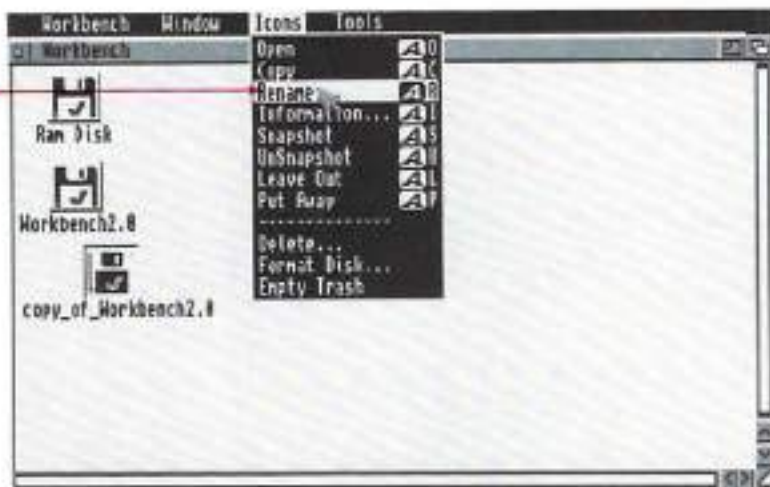 Workbench Window Icons Tools
Workbench
Open A O
Copy A C
Rename... A R
Information... A I
Snapshot A S
UnSnapshot A U
Leave Out A L
Put Away A P
--------------
Delete...
Format Disk...
Empty Trash
Ram Disk
Workbench2.0
copy_of_Workbench2.0